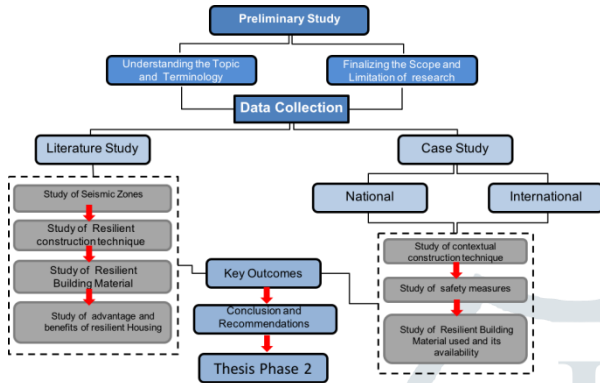 Preliminary Study
Understanding the Topic
and Terminology
Finalizing the Scope and
Limitation of research
Data Collection
Literature Study
Case Study
National
International
Study of Seismic Zones
Study of Resilient
construction technique
Study of Resilient
Building Material
Study of advantage and
benefits of resilient Housing
Study of contextual
construction technique
Study of safety measures
Study of Resilient Building
Material used and its
availability
Key Outcomes
Conclusion and
Recommendations
Thesis Phase 2